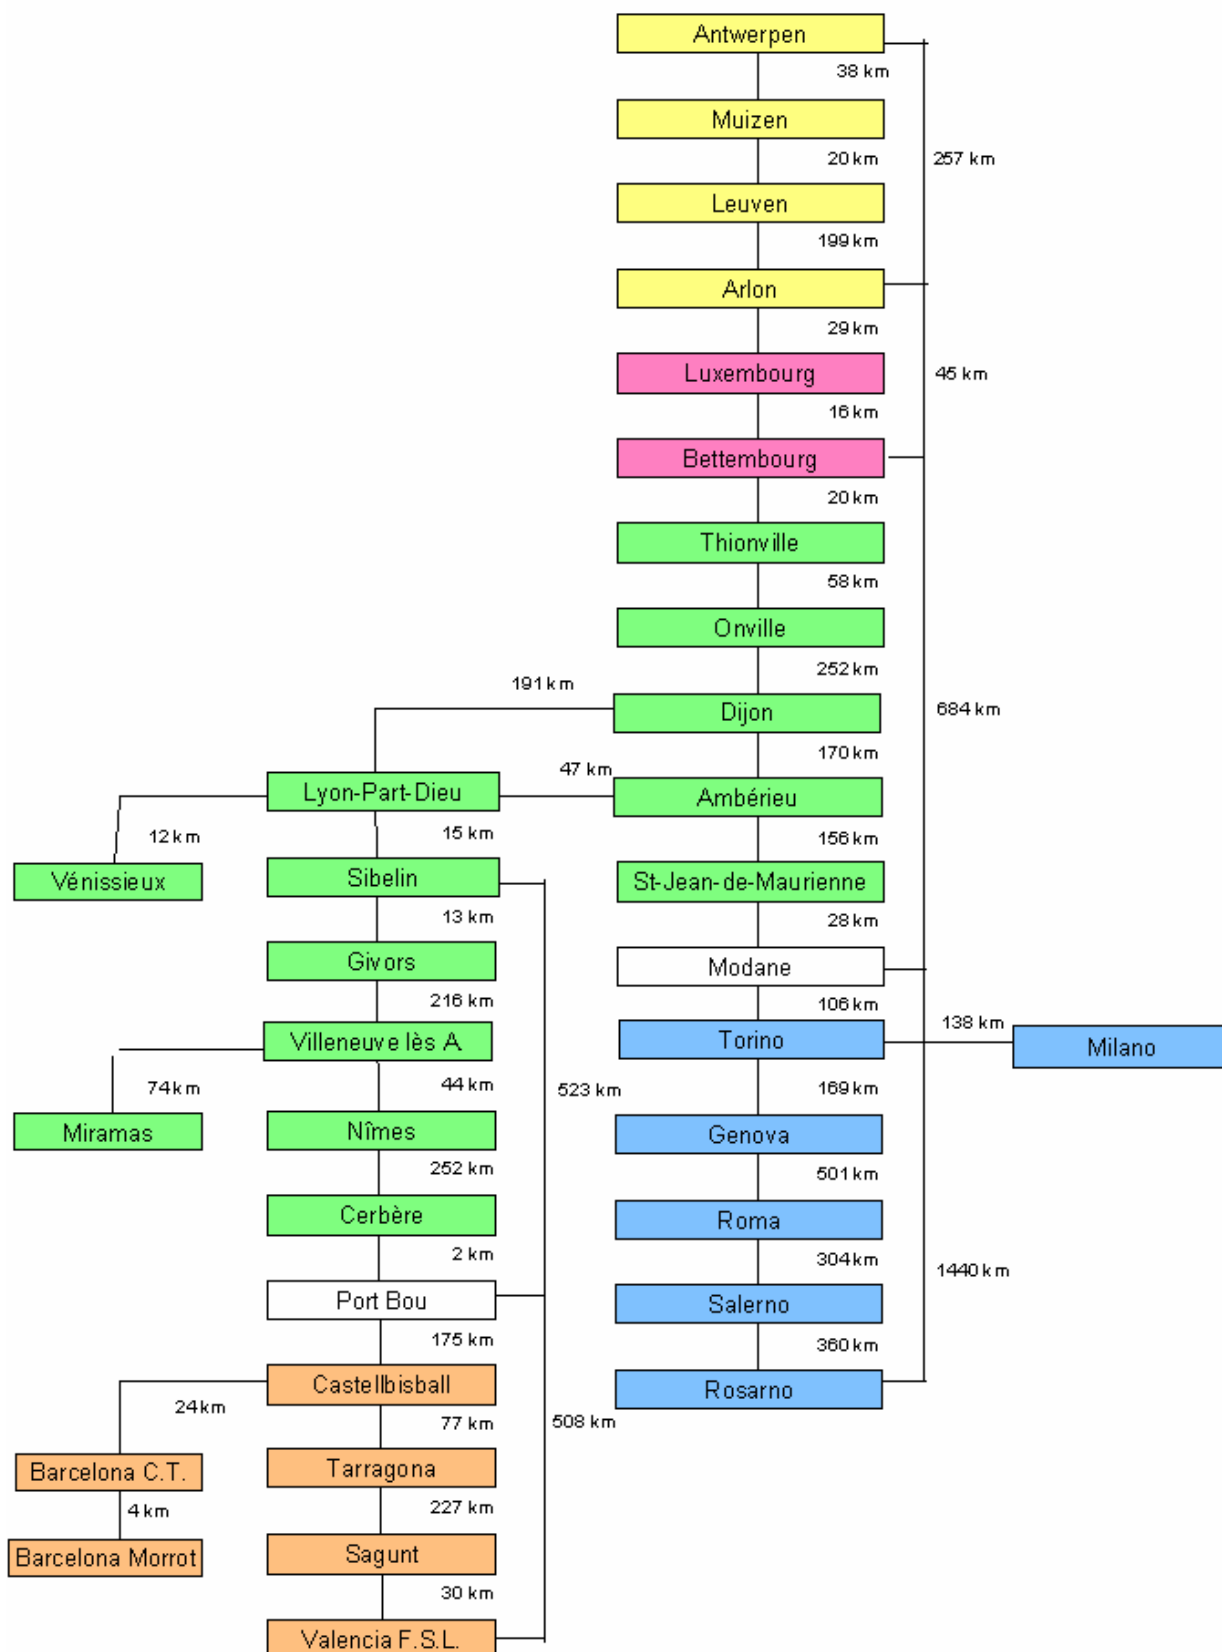 Antwerpen
38 km
Muizen
20 km
257 km
Leuven
199 km
Arlon
29 km
Luxembourg
45 km
16 km
Bettembourg
20 km
Thionville
58 km
Onville
252 km
191 km
Dijon
684 km
170 km
47 km
Lyon-Part-Dieu
Ambérieu
12 km
15 km
156 km
Vénissieux
Sibelin
St-Jean-de-Maurienne
13 km
28 km
Givors
Modane
216 km
106 km
138 km
Villeneuve lès A
Torino
Milano
74 km
44 km
523 km
169 km
Miramas
Nîmes
Genova
252 km
501 km
Cerbère
Roma
2 km
304 km
1440 km
Port Bou
Salerno
175 km
360 km
Castellbisball
Rosarno
24 km
77 km
508 km
Barcelona C.T.
Tarragona
4 km
227 km
Barcelona Morrot
Sagunt
30 km
Valencia F.S.L.